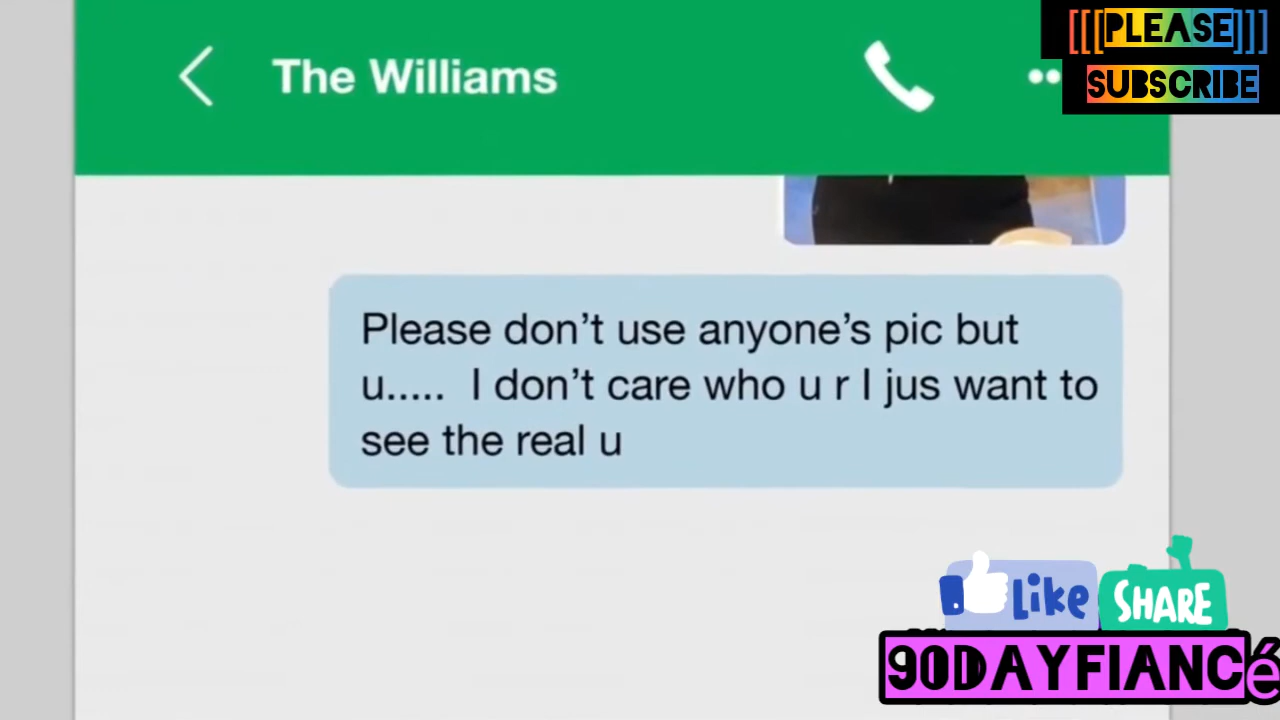 The Williams
[[[PLEASE]]]
SUBSCRIBE
Please don’t use anyone’s pic but
u..... I don’t care who u r I jus want to
see the real u
Like
SHARE
90DAYFIANCé